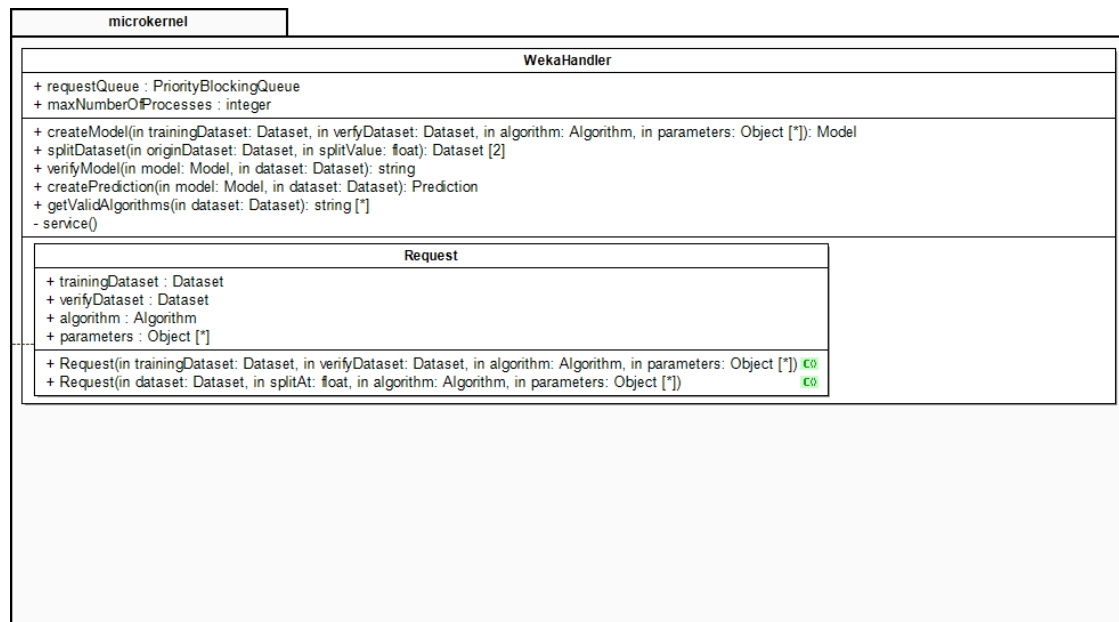 microkernel
WekaHandler
+ requestQueue : PriorityBlockingQueue
+ maxNumberOfProcesses : integer
+ createModel(in trainingDataset: Dataset, in verfyDataset: Dataset, in algorithm: Algorithm, in parameters: Object [*]): Model
+ splitDataset(in originDataset: Dataset, in splitValue: float): Dataset [2]
+ verifyModel(in model: Model, in dataset: Dataset): string
+ createPrediction(in model: Model, in dataset: Dataset): Prediction
+ getValidAlgorithms(in dataset: Dataset): string [*]
- service()
Request
+ trainingDataset : Dataset
+ verifyDataset : Dataset
+ algorithm : Algorithm
+ parameters : Object [*]
+ Request(in trainingDataset: Dataset, in verfyDataset: Dataset, in algorithm: Algorithm, in parameters: Object [*]) C()
+ Request(in dataset: Dataset, in splitAt: float, in algorithm: Algorithm, in parameters: Object [*]) C()